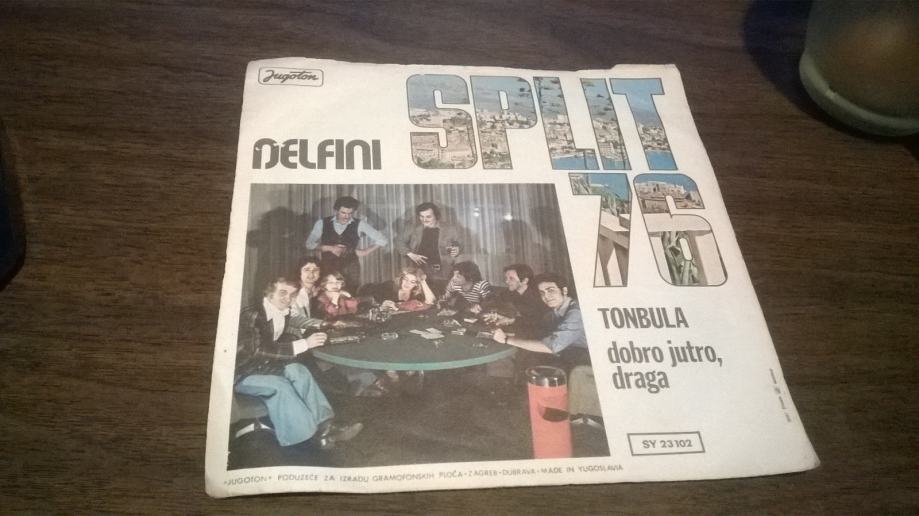 Jugoton
SPLIT
DELFINI
76
TONBULA
dobro jutro,
draga
SY 23102
"JUGOTON" PODUZEĆE ZA IZRADU GRAMOFONSKIH PLOČA - ZAGREB - DUBRAVA - MADE IN YUGOSLAVIA